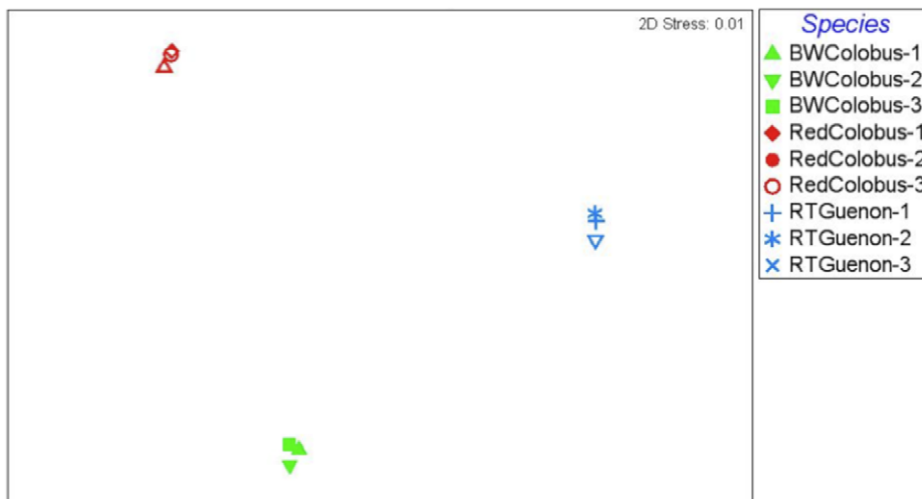 2D Stress: 0.01
Species
BWColobus-1
BWColobus-2
BWColobus-3
RedColobus-1
RedColobus-2
RedColobus-3
RTGuenon-1
RTGuenon-2
RTGuenon-3